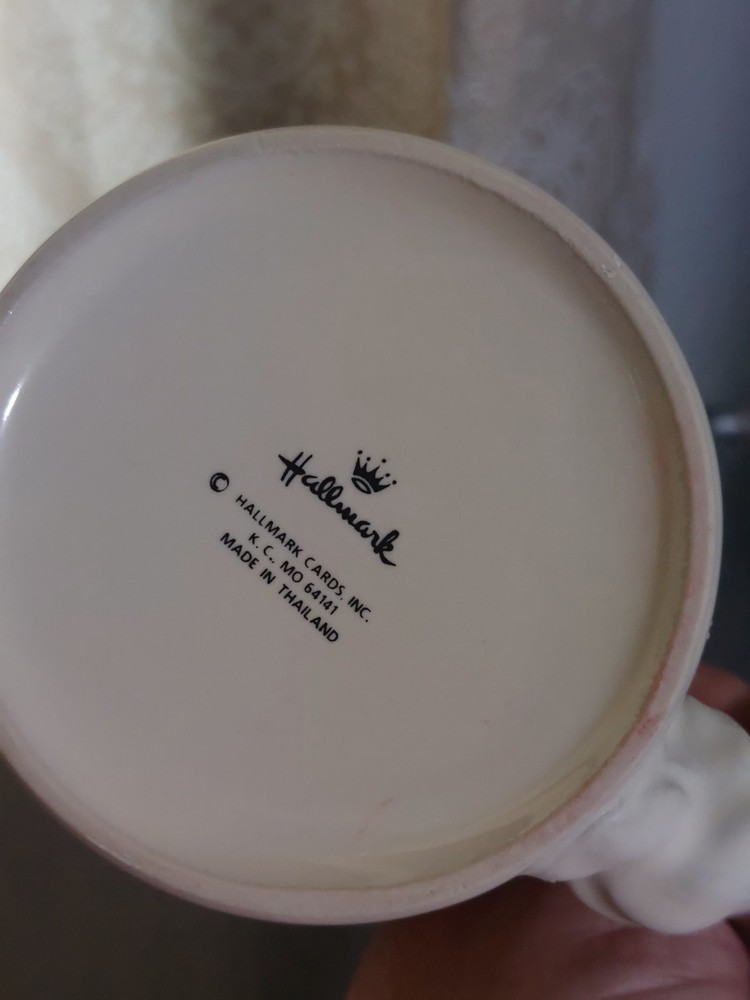 Hallmark
© HALLMARK CARDS, INC.
K. C., MO 64141
MADE IN THAILAND